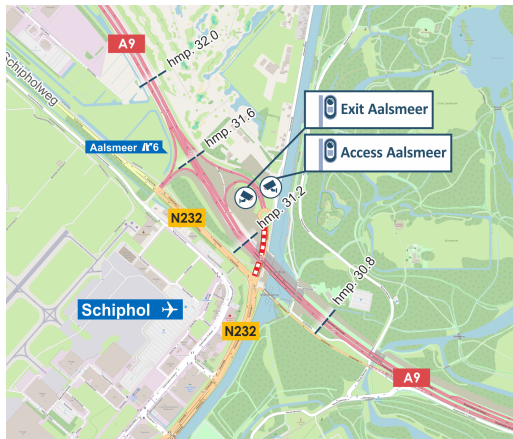 A9
hmp. 32.0
Schipholweg
hmp. 31.6
Exit Aalsmeer
Aalsmeer 6
Access Aalsmeer
hmp. 31.2
N232
hmp. 30.8
Schiphol
N232
A9